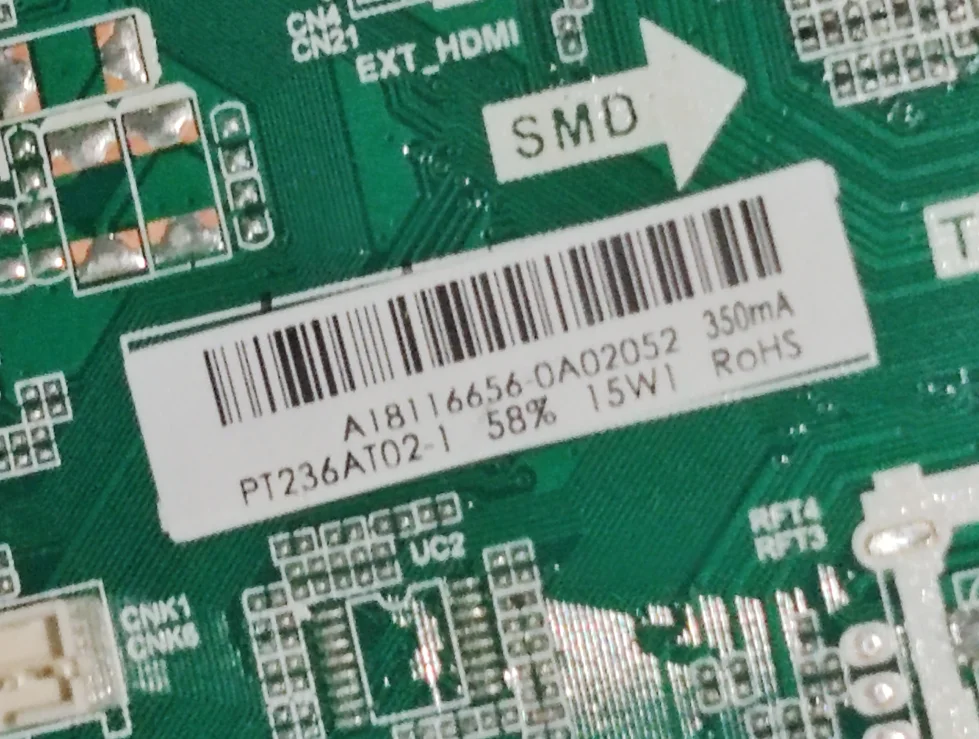 CN4
CN21
EXT_HDMI
SMD
T
A18116656-0A02052 350mA
PT236AT02-1 58% 15W1 RoHS
UC2
RFT4
RFT3
CNK1
CNK6